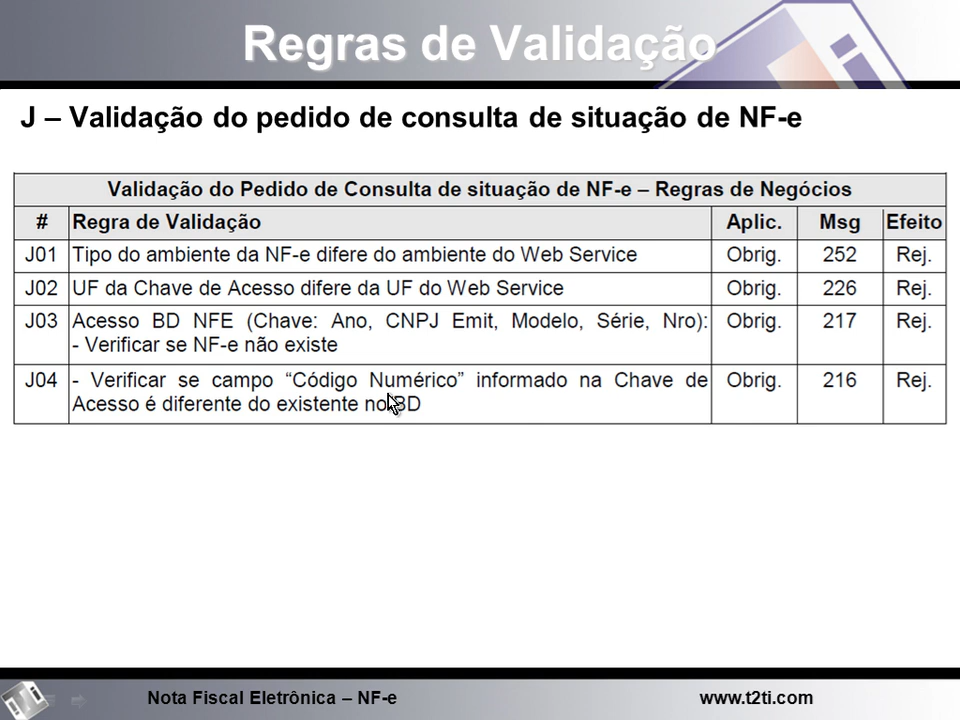 Regras de Validação
J – Validação do pedido de consulta de situação de NF-e
Validação do Pedido de Consulta de situação de NF-e – Regras de Negócios
# Regra de Validação Aplic. Msg Efeito
J01 Tipo do ambiente da NF-e difere do ambiente do Web Service Obrig. 252 Rej.
J02 UF da Chave de Acesso difere da UF do Web Service Obrig. 226 Rej.
J03 Acesso BD NFE (Chave: Ano, CNPJ Emit, Modelo, Série, Nro): Obrig. 217 Rej.
- Verificar se NF-e não existe
J04 - Verificar se campo “Código Numérico” informado na Chave de Obrig. 216 Rej.
Acesso é diferente do existente no BD
Nota Fiscal Eletrônica – NF-e www.t2ti.com